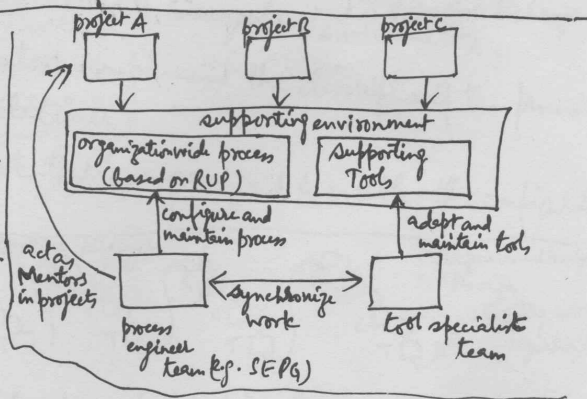 project A
project B
project C
supporting environment
organizationwide process
(based on RUP)
supporting
Tools
configure and
maintain process
adept and
maintain tools
act as
Mentors
in projects
synchronize
work
process
engineer
team (e.g. SEPG)
tool specialist
team